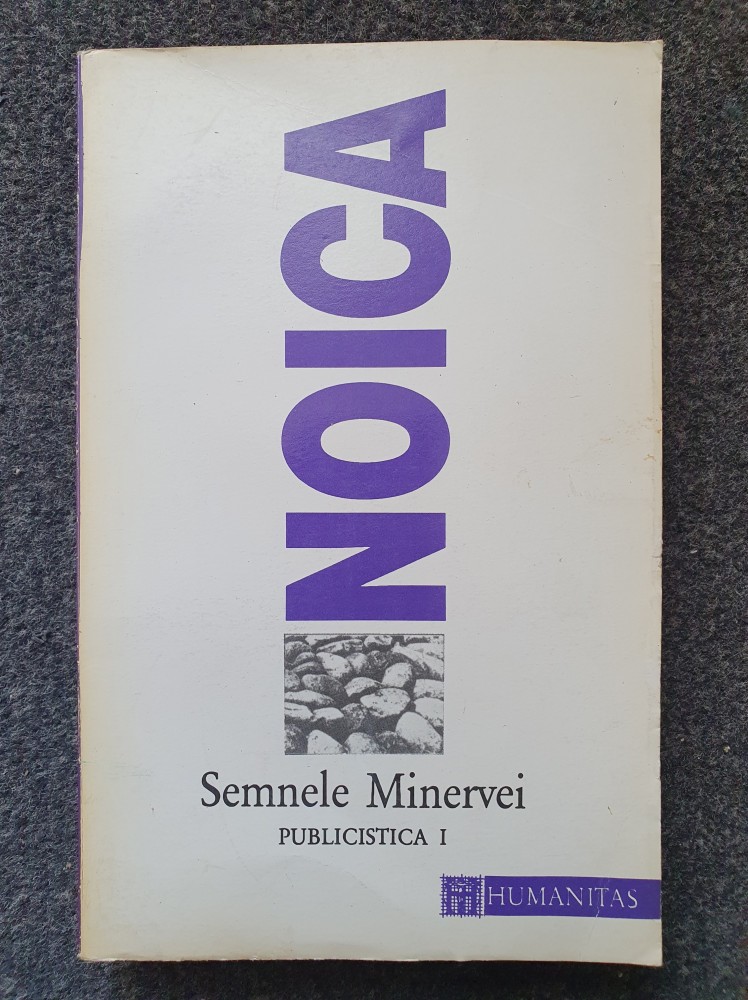 NOICA
Semnele Minervei
PUBLICISTICA I
HUMANITAS